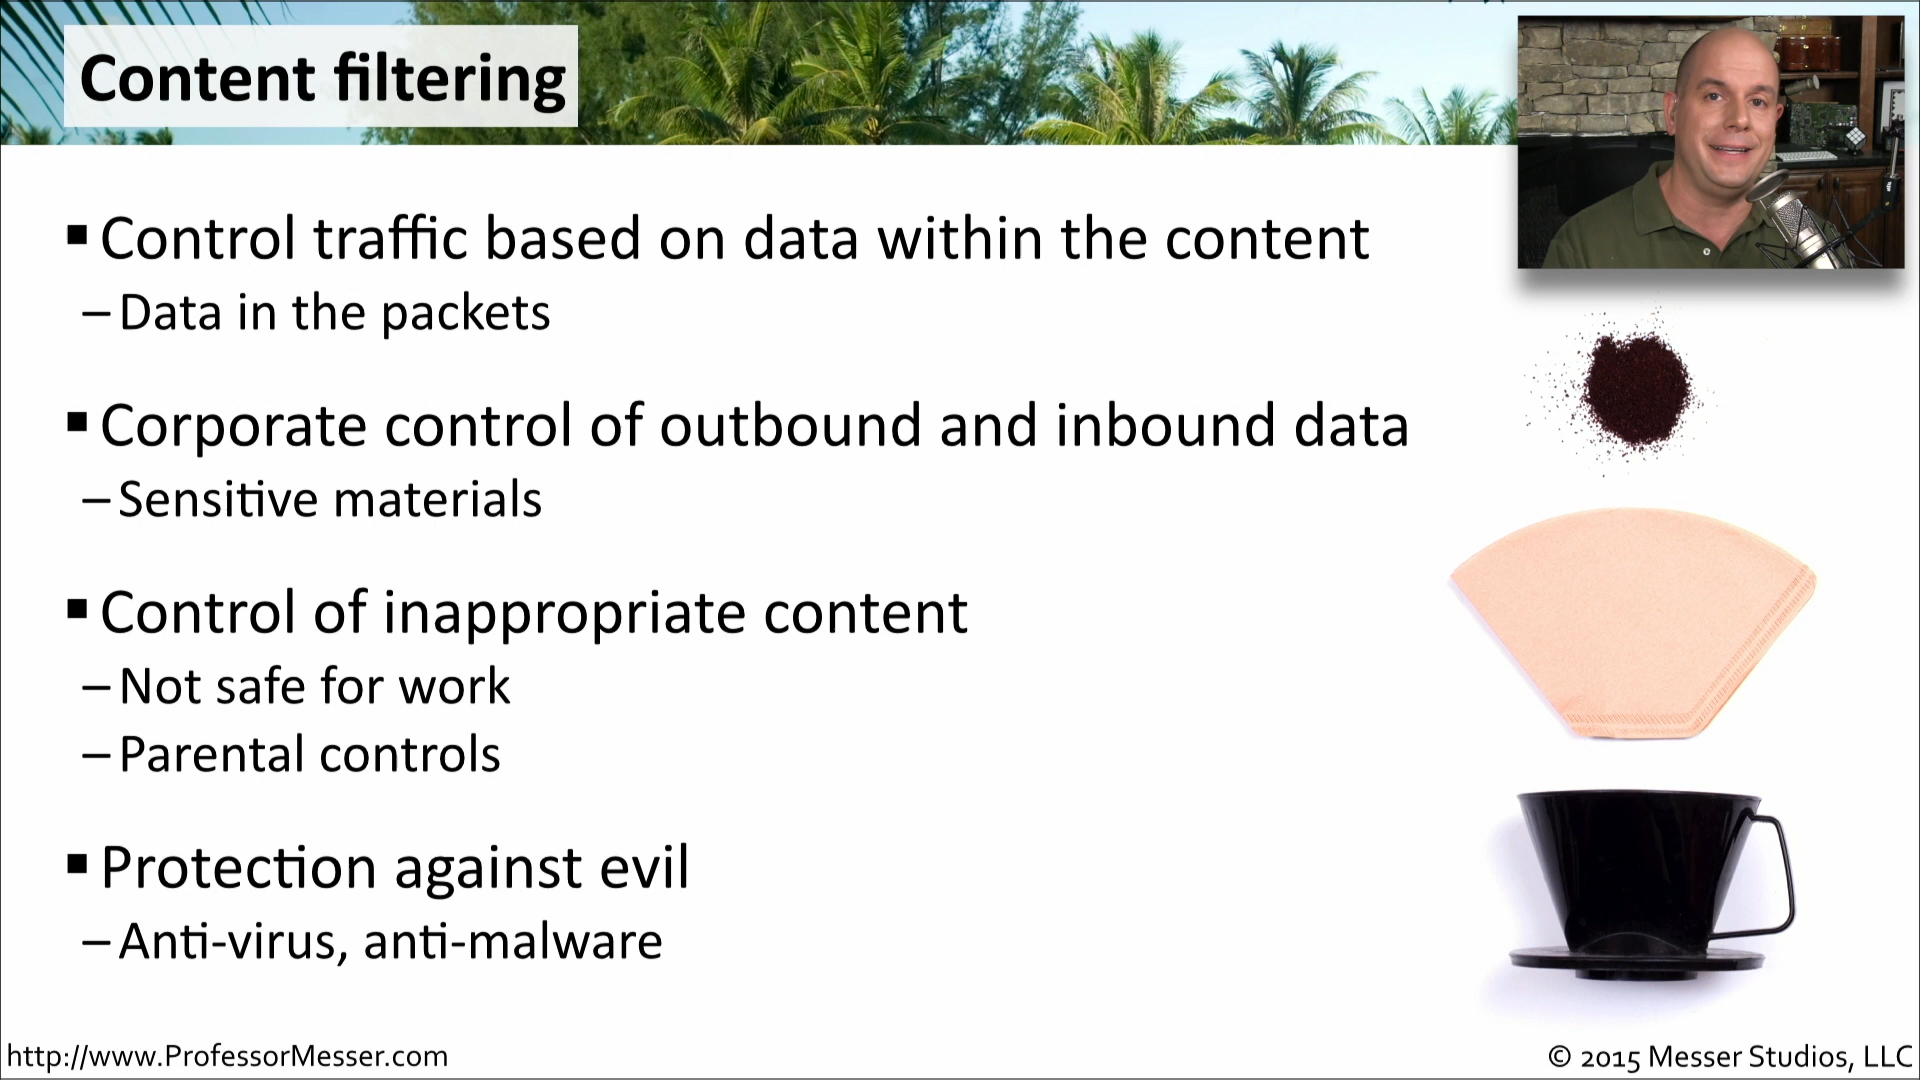 Content filtering
▪ Control traffic based on data within the content
– Data in the packets
▪ Corporate control of outbound and inbound data
– Sensitive materials
▪ Control of inappropriate content
– Not safe for work
– Parental controls
▪ Protection against evil
– Anti-virus, anti-malware
http://www.ProfessorMesser.com
© 2015 Messer Studios, LLC